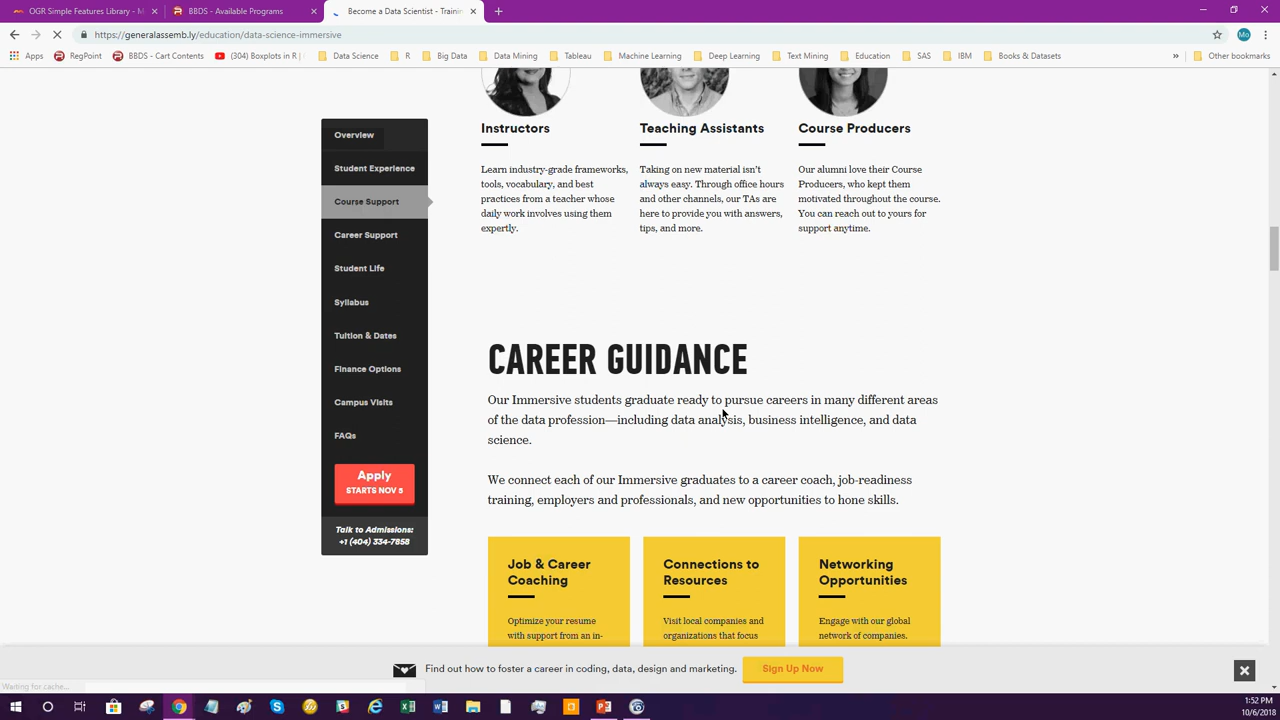 OGR Simple Features Library - M
BBDS - Available Programs
Become a Data Scientist - Trainin
https://generalassemb.ly/education/data-science-immersive
Mo
Apps
RegPoint
BBDS - Cart Contents
(304) Boxplots in R |
Data Science
R
Big Data
Data Mining
Tableau
Machine Learning
Deep Learning
Text Mining
Education
SAS
IBM
Books & Datasets
»
Other bookmarks
Overview
Student Experience
Course Support
Career Support
Student Life
Syllabus
Tuition & Dates
Finance Options
Campus Visits
FAQs
Apply
STARTS NOV 5
Talk to Admissions:
+1 (404) 334-7858
Instructors
Learn industry-grade frameworks,
tools, vocabulary, and best
practices from a teacher whose
daily work involves using them
expertly.
Teaching Assistants
Taking on new material isn't
always easy. Through office hours
and other channels, our TAs are
here to provide you with answers,
tips, and more.
Course Producers
Our alumni love their Course
Producers, who kept them
motivated throughout the course.
You can reach out to yours for
support anytime.
CAREER GUIDANCE
Our Immersive students graduate ready to pursue careers in many different areas
of the data profession—including data analysis, business intelligence, and data
science.
We connect each of our Immersive graduates to a career coach, job-readiness
training, employers and professionals, and new opportunities to hone skills.
Job & Career
Coaching
Optimize your resume
with support from an in-
Connections to
Resources
Visit local companies and
organizations that focus
Networking
Opportunities
Engage with our global
network of companies.
Find out how to foster a career in coding, data, design and marketing.
Sign Up Now
Waiting for cache...
1:52 PM
10/6/2018